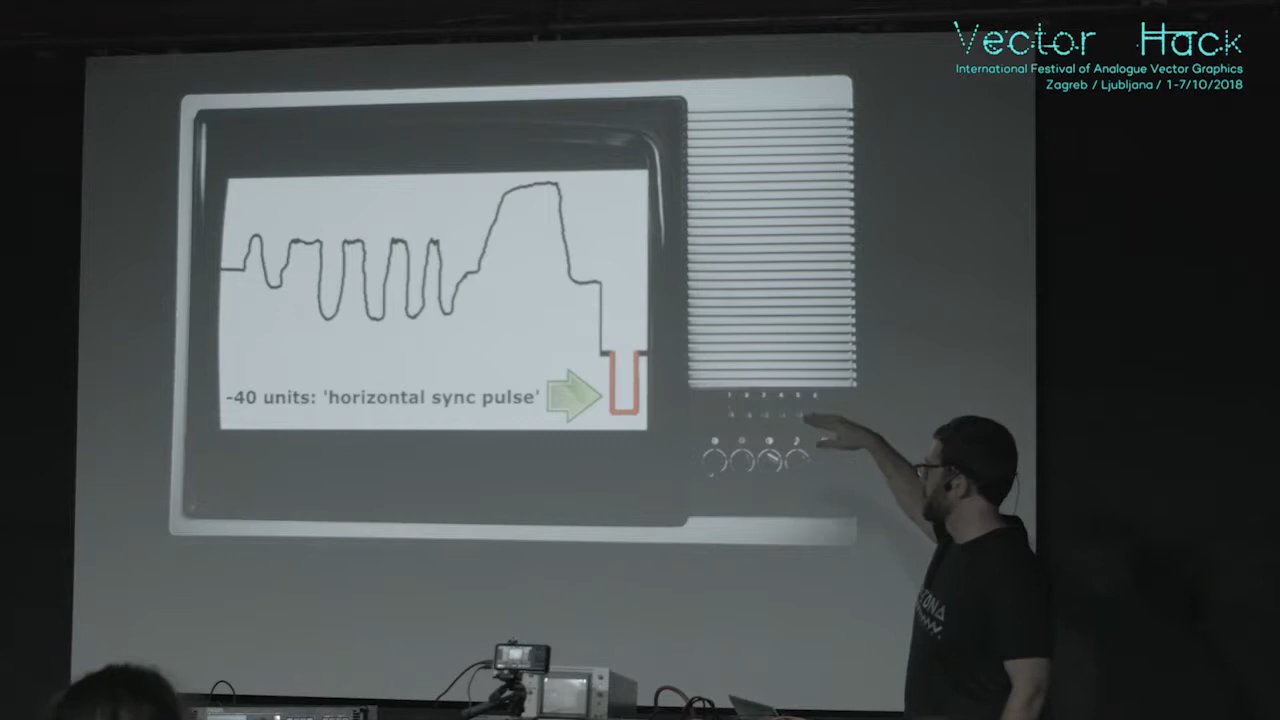 Vector Hack
International Festival of Analogue Vector Graphics
Zagreb / Ljubljana / 1-7/10/2018
-40 units: 'horizontal sync pulse'